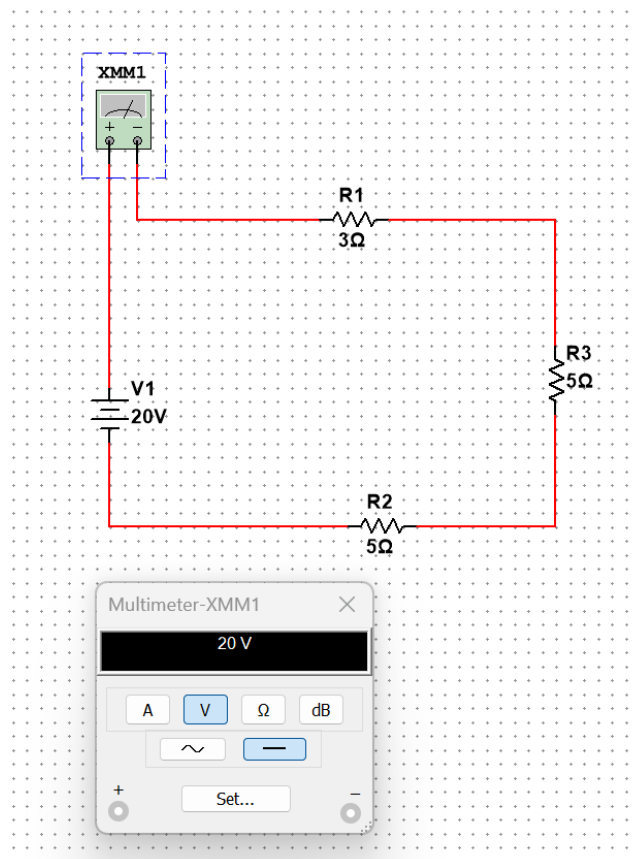 XMM1
R1
3Ω
R3
5Ω
V1
20V
R2
5Ω
Multimeter-XMM1
20 V
A V Ω dB
+ −
Set...